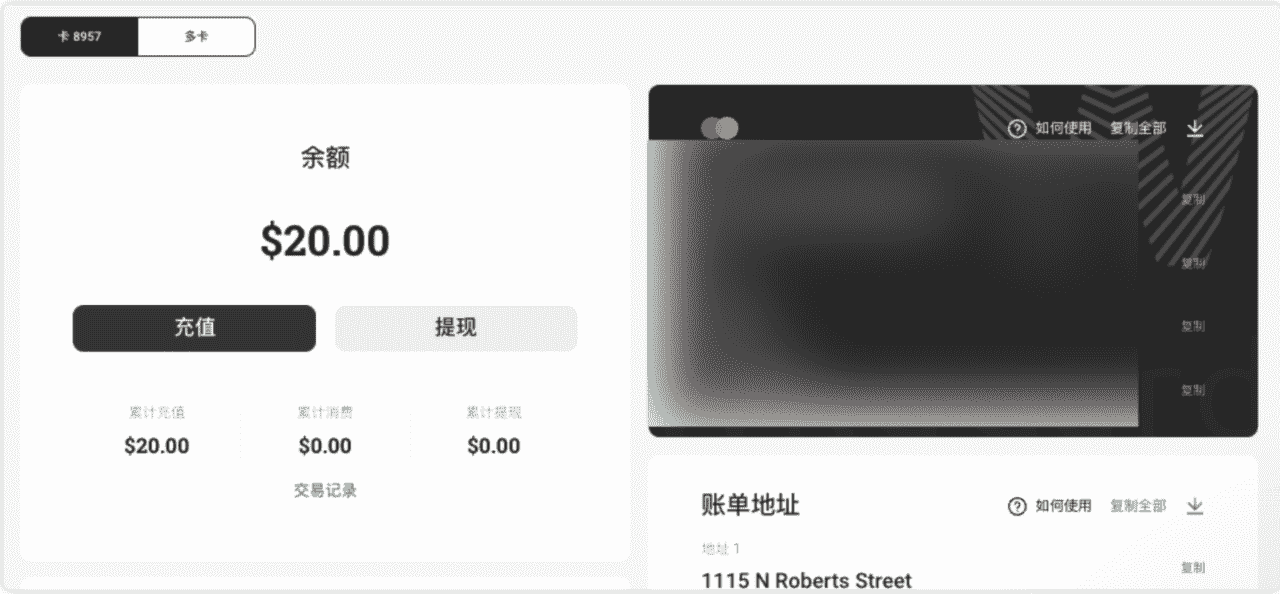 卡 8957
多卡
余额
$20.00
充值
提现
累计充值
累计消费
累计提现
$20.00
$0.00
$0.00
交易记录
如何使用
复制全部
复制
复制
复制
复制
账单地址
如何使用
复制全部
地址 1
1115 N Roberts Street
复制